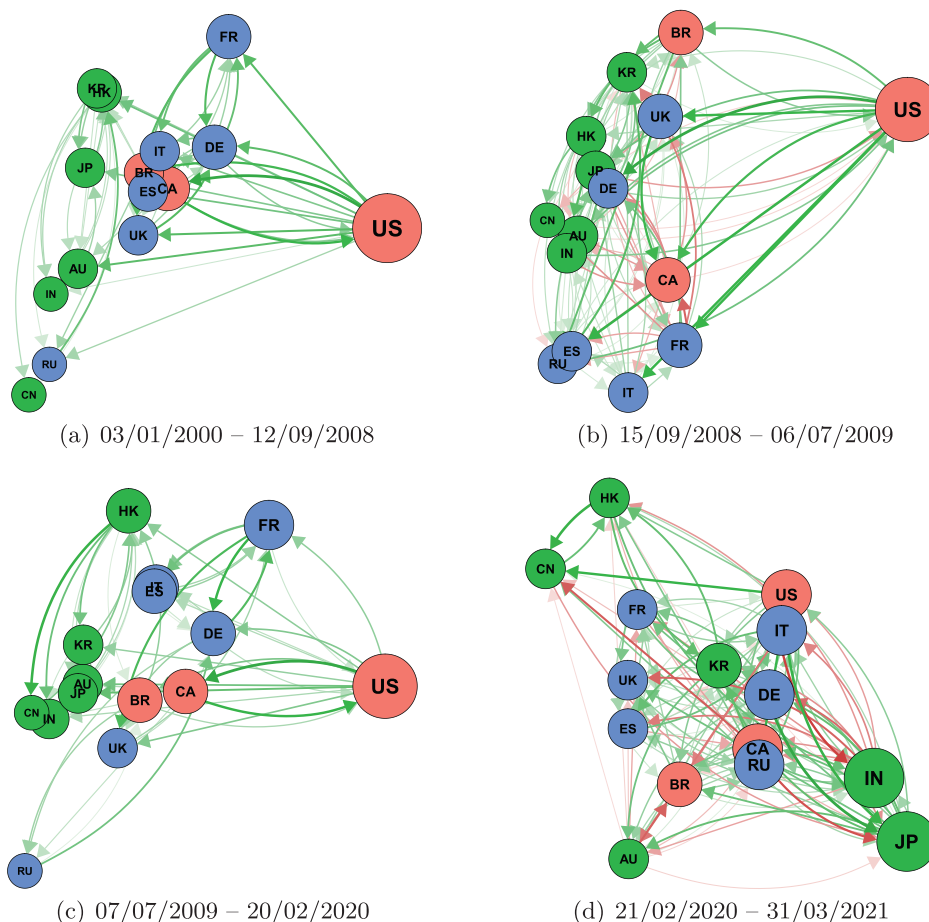 FR
KR
HK
JP
IT
DE
BR
ES
CA
UK
US
AU
IN
RU
CN
(a) 03/01/2000 – 12/09/2008
BR
KR
UK
US
HK
JP
DE
CN
AU
IN
CA
ES
RU
FR
IT
(b) 15/09/2008 – 06/07/2009
HK
FR
IT
ES
DE
KR
AU
JP
CN
IN
BR
CA
US
UK
RU
(c) 07/07/2009 – 20/02/2020
HK
CN
US
FR
IT
KR
UK
DE
ES
CA
RU
BR
IN
JP
AU
(d) 21/02/2020 – 31/03/2021